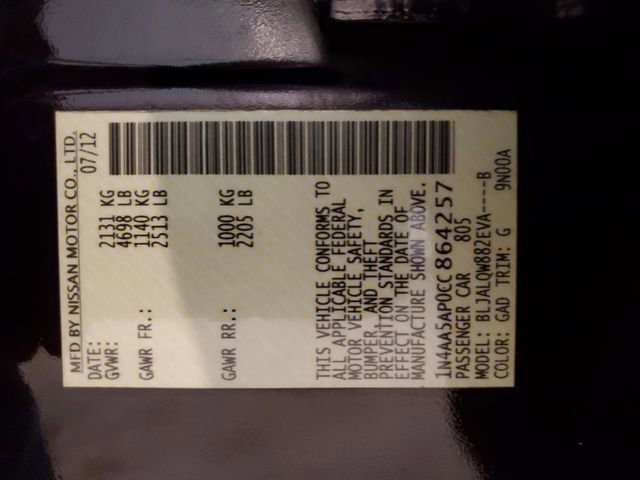 MFD BY NISSAN MOTOR CO., LTD.
DATE: 07/12
GVWR: 2131 KG
4698 LB
GAWR FR.: 1140 KG
2513 LB
GAWR RR.: 1000 KG
2205 LB
THIS VEHICLE CONFORMS TO
ALL APPLICABLE FEDERAL
MOTOR VEHICLE SAFETY,
BUMPER, AND THEFT
PREVENTION STANDARDS IN
EFFECT ON THE DATE OF
MANUFACTURE SHOWN ABOVE.
1N4AA5AP0CC864257
PASSENGER CAR 805
MODEL: BLJALQW882EVA----B
COLOR: GAD TRIM: G 9N00A